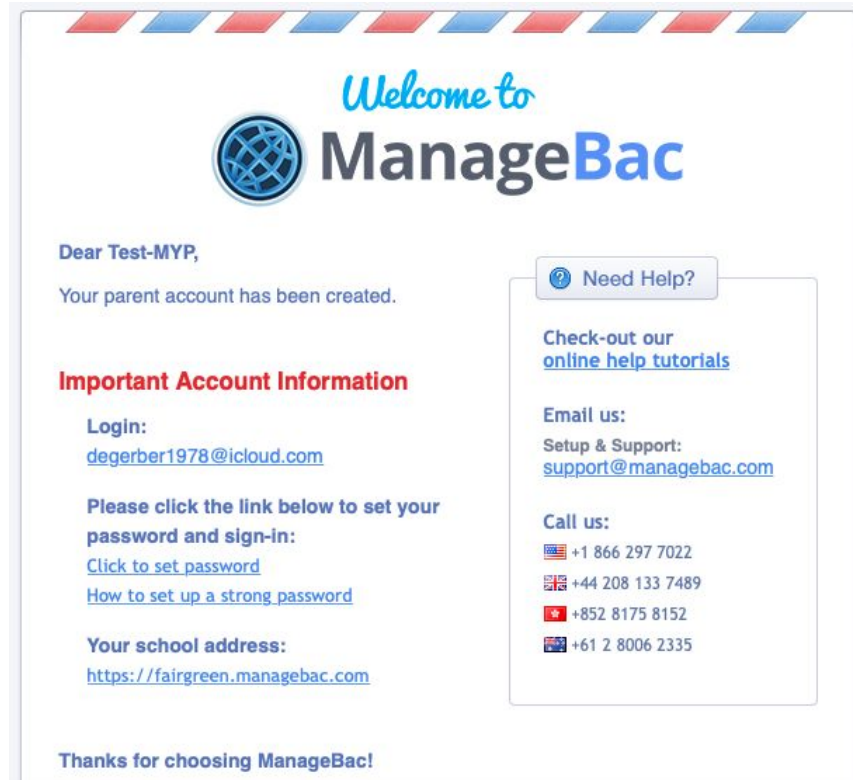 Welcome to
ManageBac
Dear Test-MYP,
Your parent account has been created.
Important Account Information
Login:
degerber1978@icloud.com
Please click the link below to set your
password and sign-in:
Click to set password
How to set up a strong password
Your school address:
https://fairgreen.managebac.com
Thanks for choosing ManageBac!
Need Help?
Check-out our
online help tutorials
Email us:
Setup & Support:
support@managebac.com
Call us:
+1 866 297 7022
+44 208 133 7489
+852 8175 8152
+61 2 8006 2335